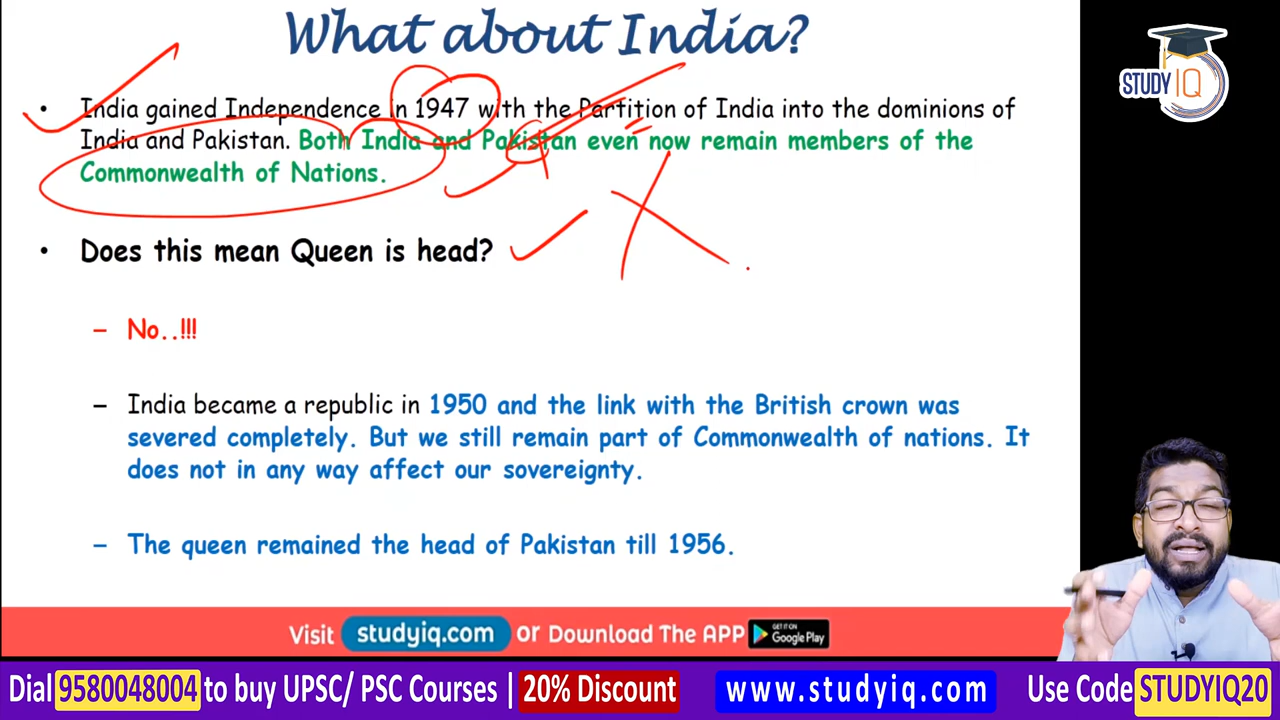 What about India?
STUDY IQ
• India gained Independence in 1947 with the Partition of India into the dominions of
India and Pakistan. Both India and Pakistan even now remain members of the
Commonwealth of Nations.
• Does this mean Queen is head?
– No..!!!
– India became a republic in 1950 and the link with the British crown was
severed completely. But we still remain part of Commonwealth of nations. It
does not in any way affect our sovereignty.
– The queen remained the head of Pakistan till 1956.
Visit studyiq.com or Download The APP GET IT ON Google Play
Dial 9580048004 to buy UPSC/ PSC Courses | 20% Discount www.studyiq.com Use Code STUDYIQ20